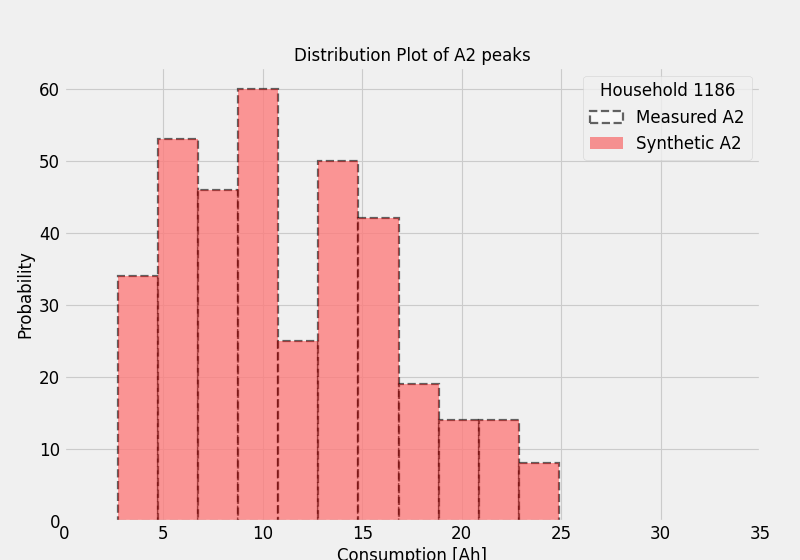 Distribution Plot of A2 peaks
Household 1186
Measured A2
Synthetic A2
Probability
60
50
40
30
20
10
0
0 5 10 15 20 25 30 35
Consumption [Ah]